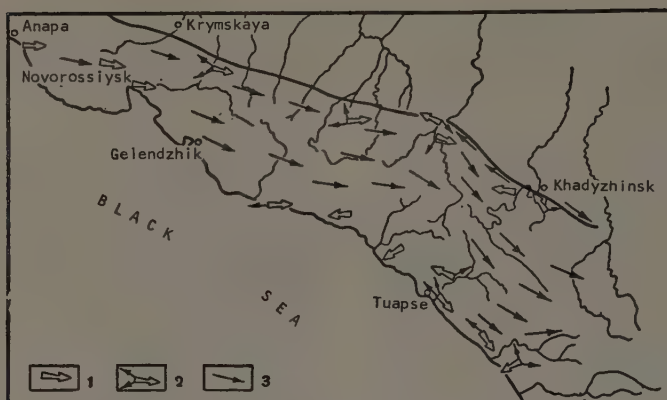 Anapa
Krymskaya
Novorossiysk
Gelendzhik
Khadyzhinsk
BLACK
SEA
Tuapse
1 2 3